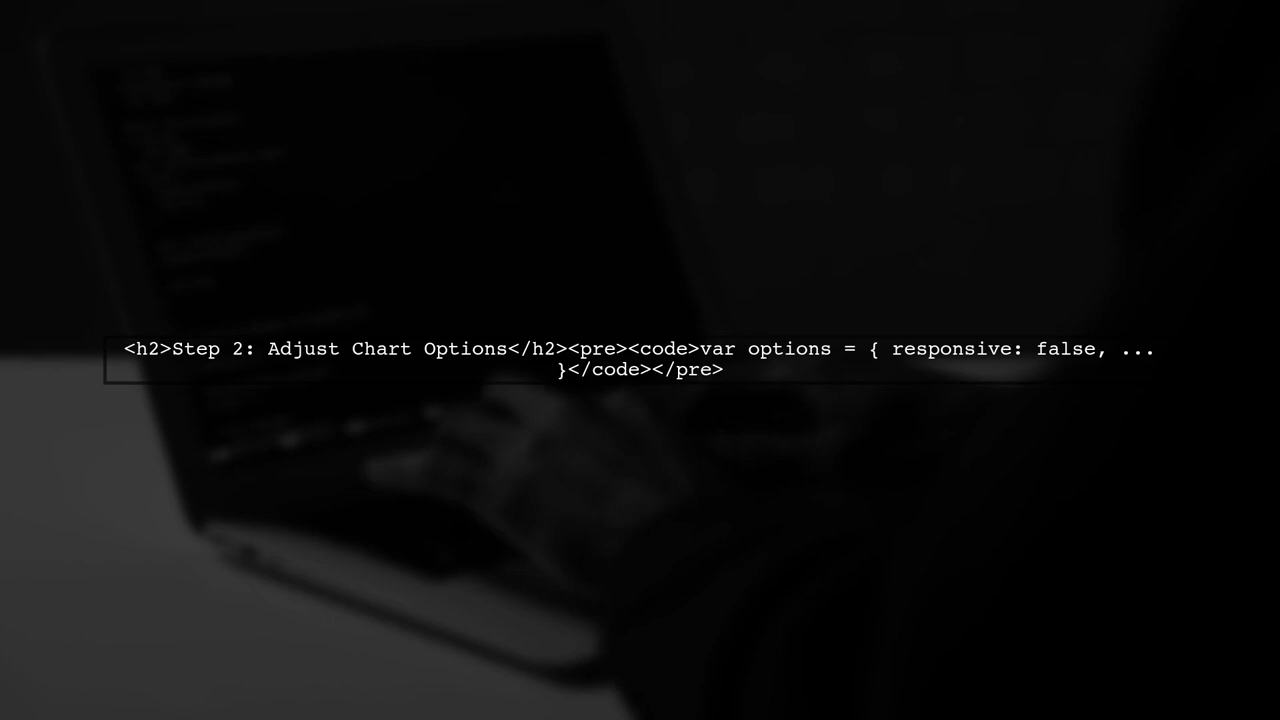 <h2>Step 2: Adjust Chart Options</h2><pre><code>var options = { responsive: false, ...
}</code></pre>